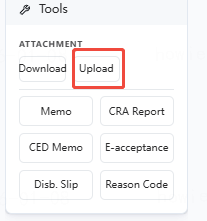 Tools
ATTACHMENT
Download Upload
Memo CRA Report
CED Memo E-acceptance
Disb. Slip Reason Code